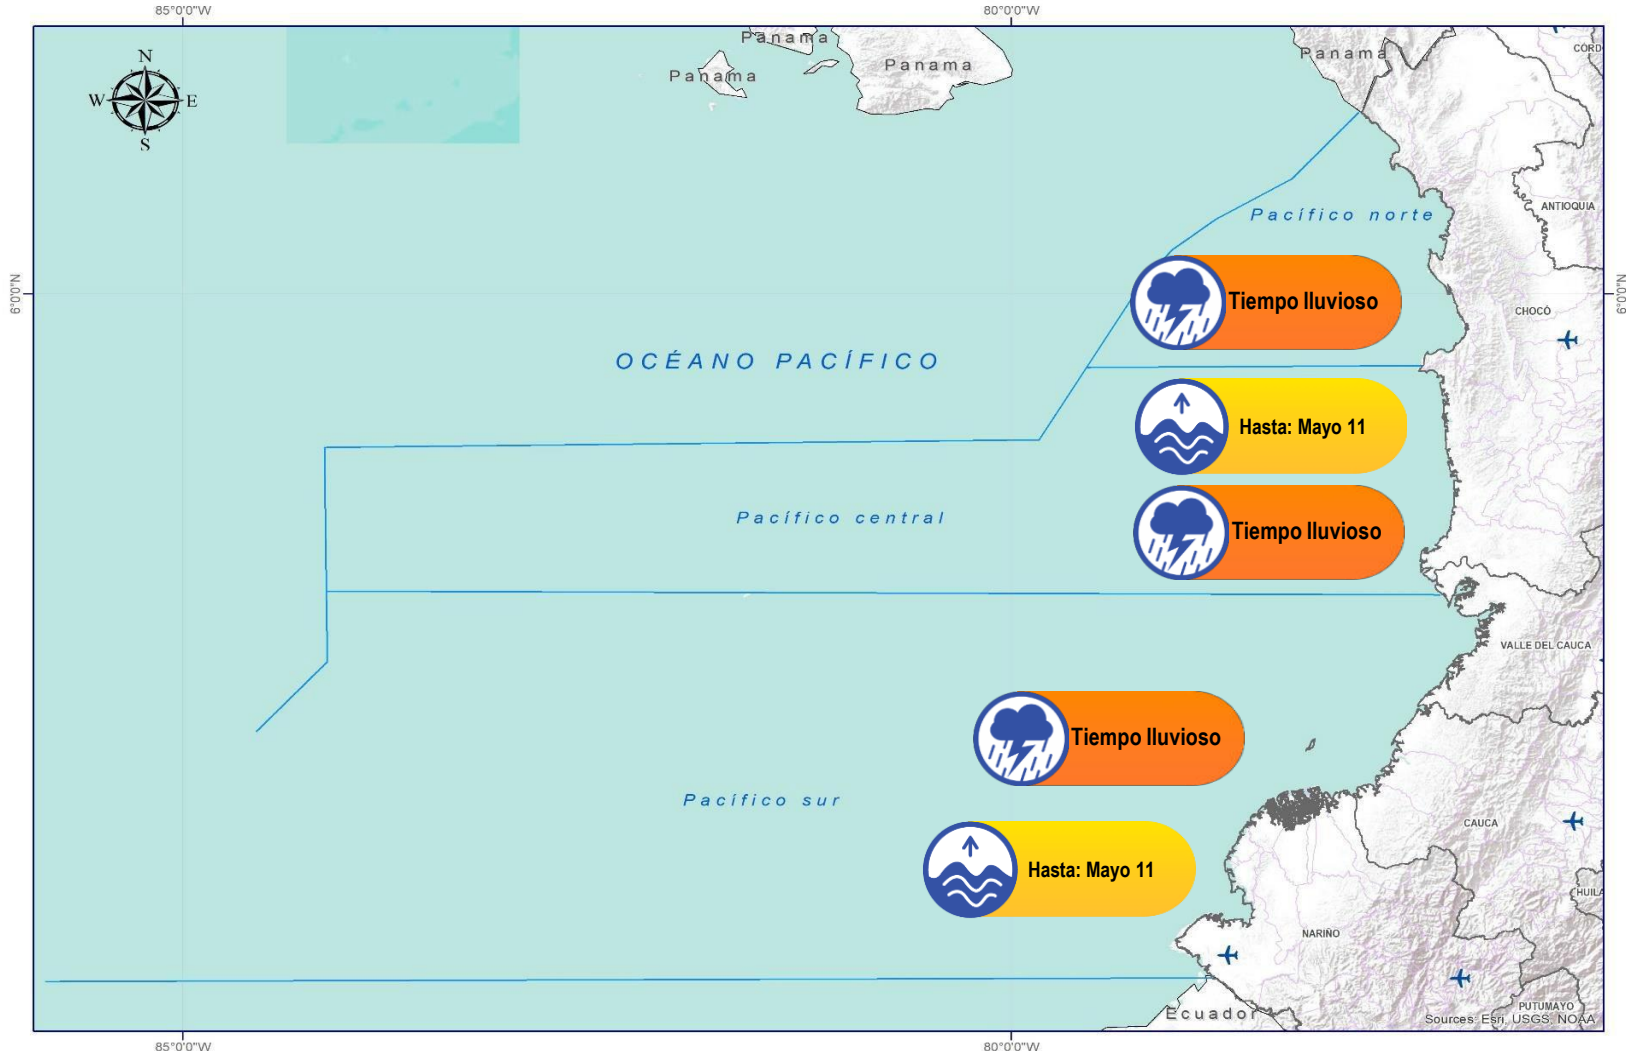 85°0'0"W
80°0'0"W
N
W
E
S
Panama
Panama
Panama
Panama
CÓRD
ANTIOQUIA
Pacífico norte
6°0'0"N
6°0'0"N
Tiempo lluvioso
CHOCÓ
OCÉANO PACÍFICO
Hasta: Mayo 11
Pacífico central
Tiempo lluvioso
VALLE DEL CAUCA
Tiempo lluvioso
Pacífico sur
CAUCA
Hasta: Mayo 11
HUILA
NARIÑO
PUTUMAYO
Ecuador
Sources: Esri, USGS, NOAA
85°0'0"W
80°0'0"W